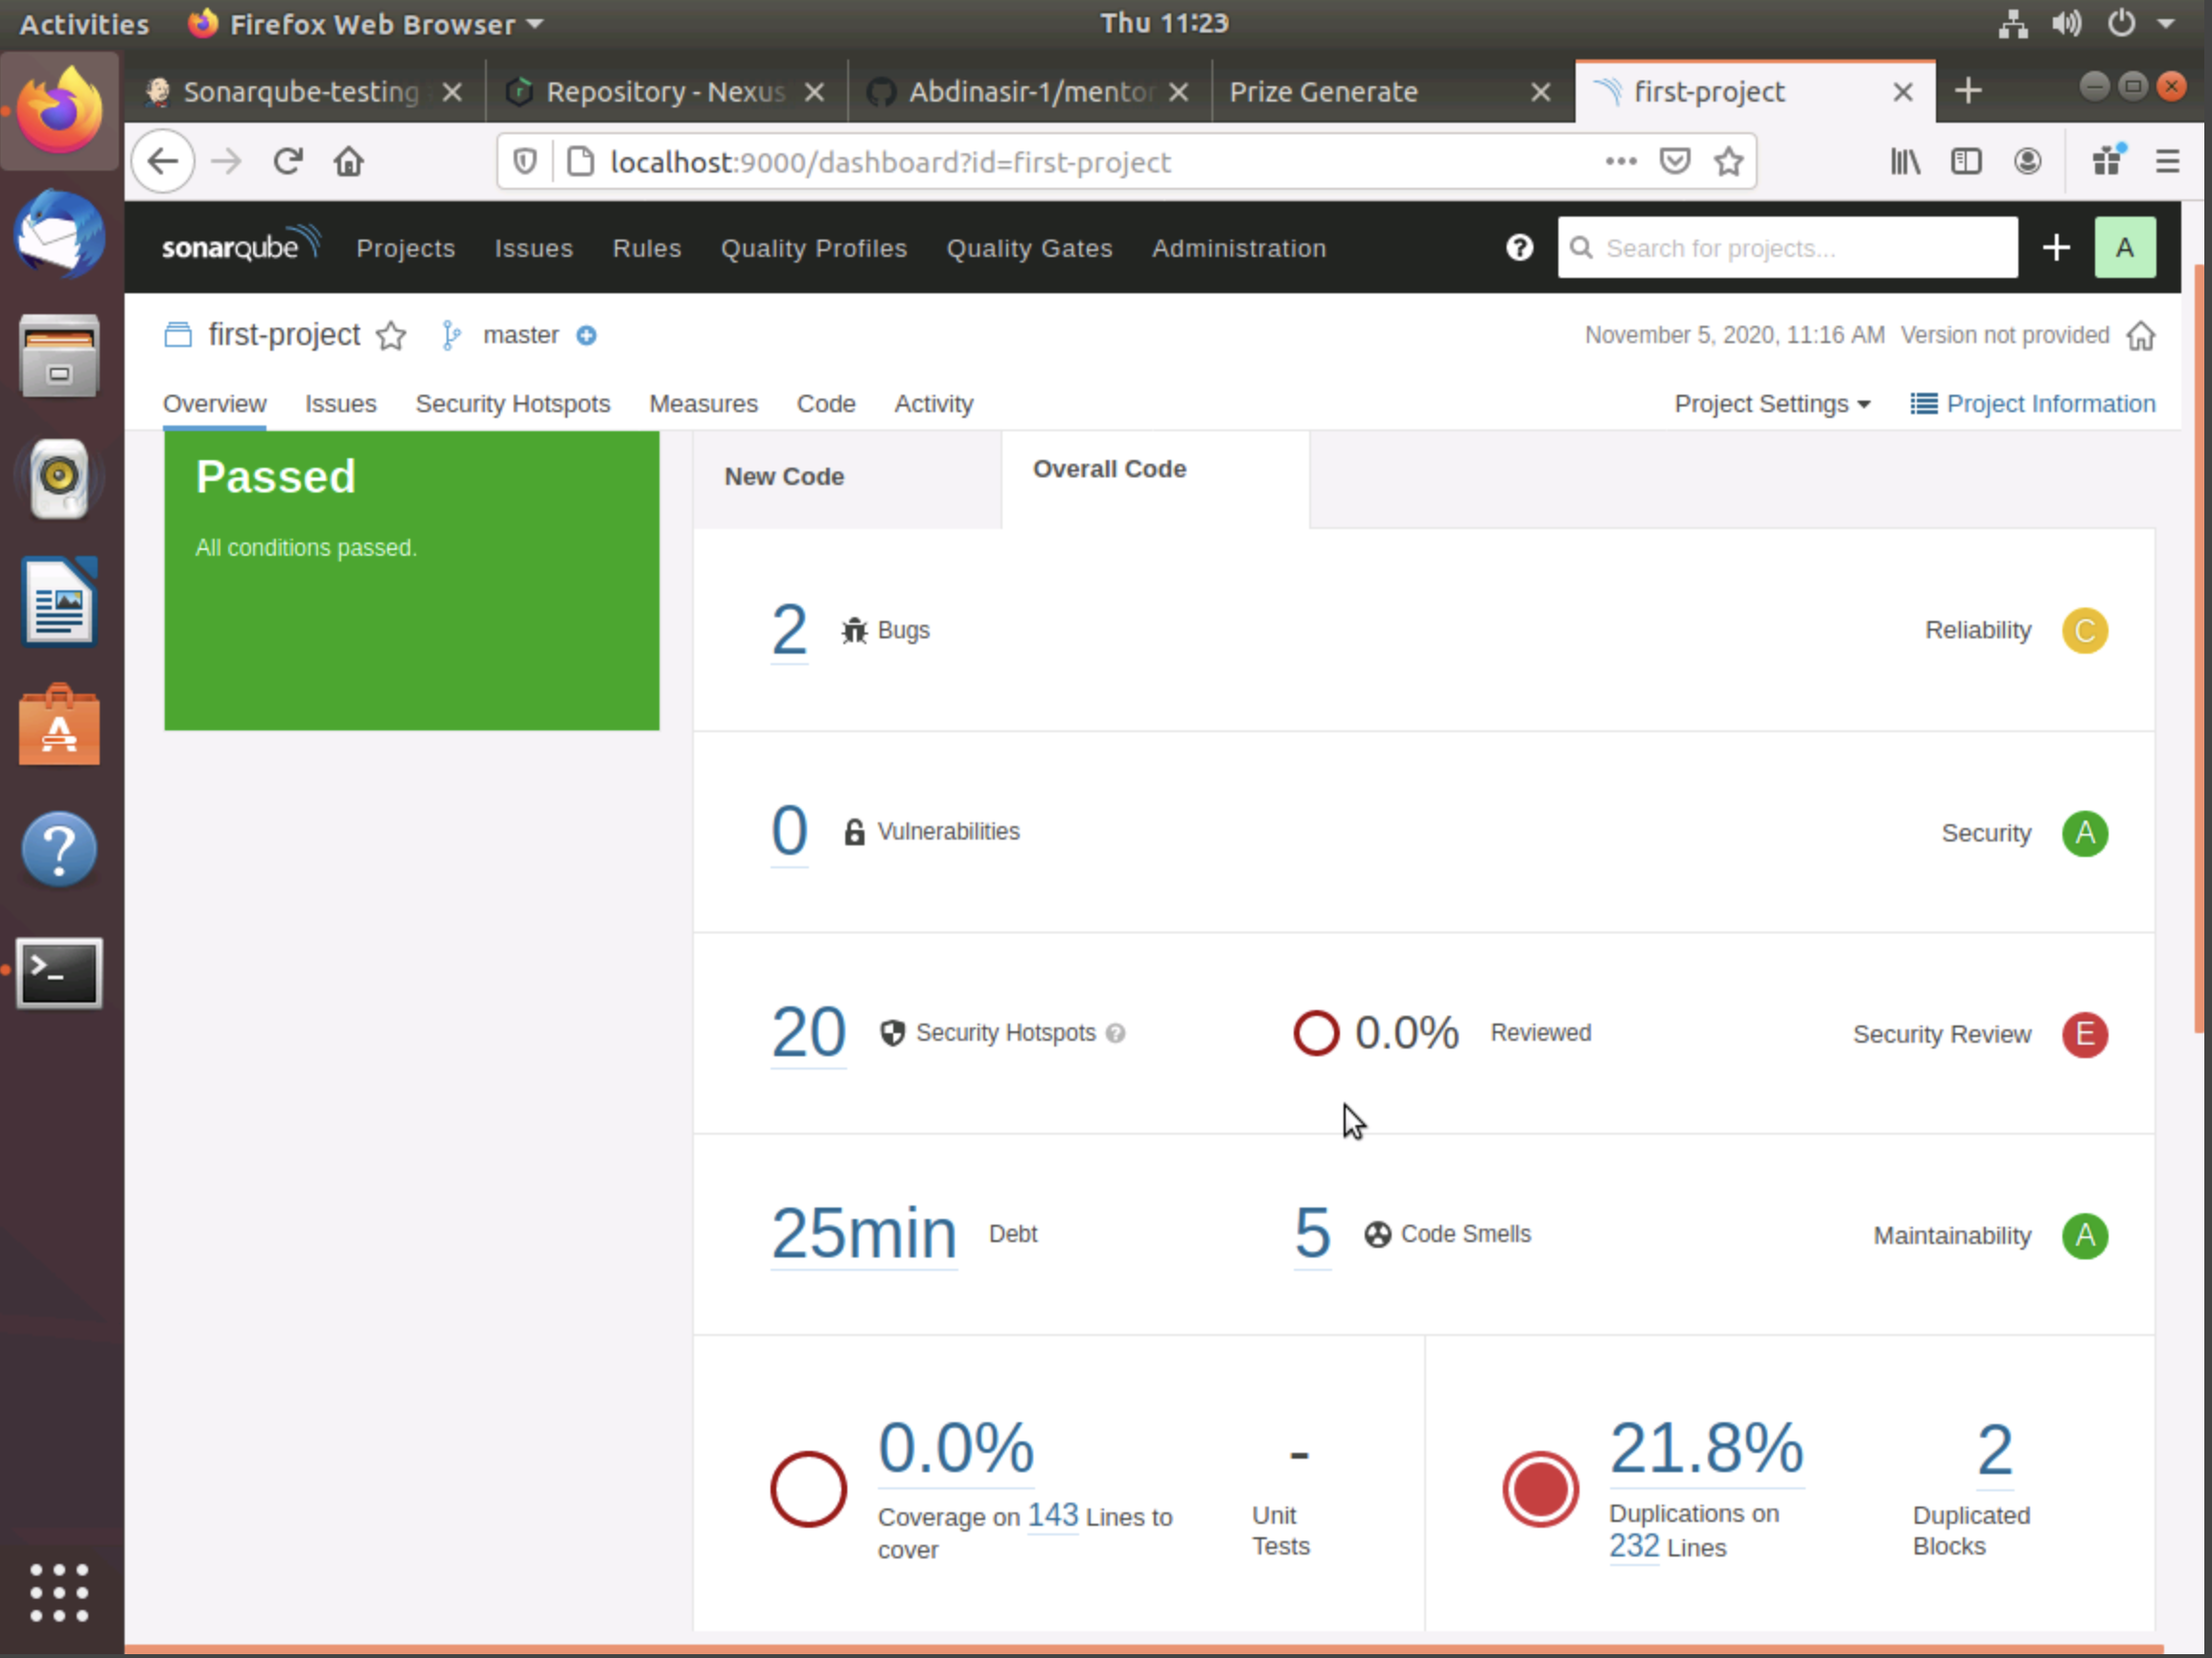 Activities Firefox Web Browser Thu 11:23
Sonarqube-testing Repository - Nexus Abdinasir-1/mentor Prize Generate first-project
localhost:9000/dashboard?id=first-project
sonarqube Projects Issues Rules Quality Profiles Quality Gates Administration Search for projects... A
first-project master November 5, 2020, 11:16 AM Version not provided
Overview Issues Security Hotspots Measures Code Activity Project Settings Project Information
Passed
All conditions passed.
New Code Overall Code
2 Bugs Reliability C
0 Vulnerabilities Security A
20 Security Hotspots 0.0% Reviewed Security Review E
25min Debt 5 Code Smells Maintainability A
0.0% - 21.8% 2
Coverage on 143 Lines to cover
Unit Tests
Duplications on 232 Lines
Duplicated Blocks